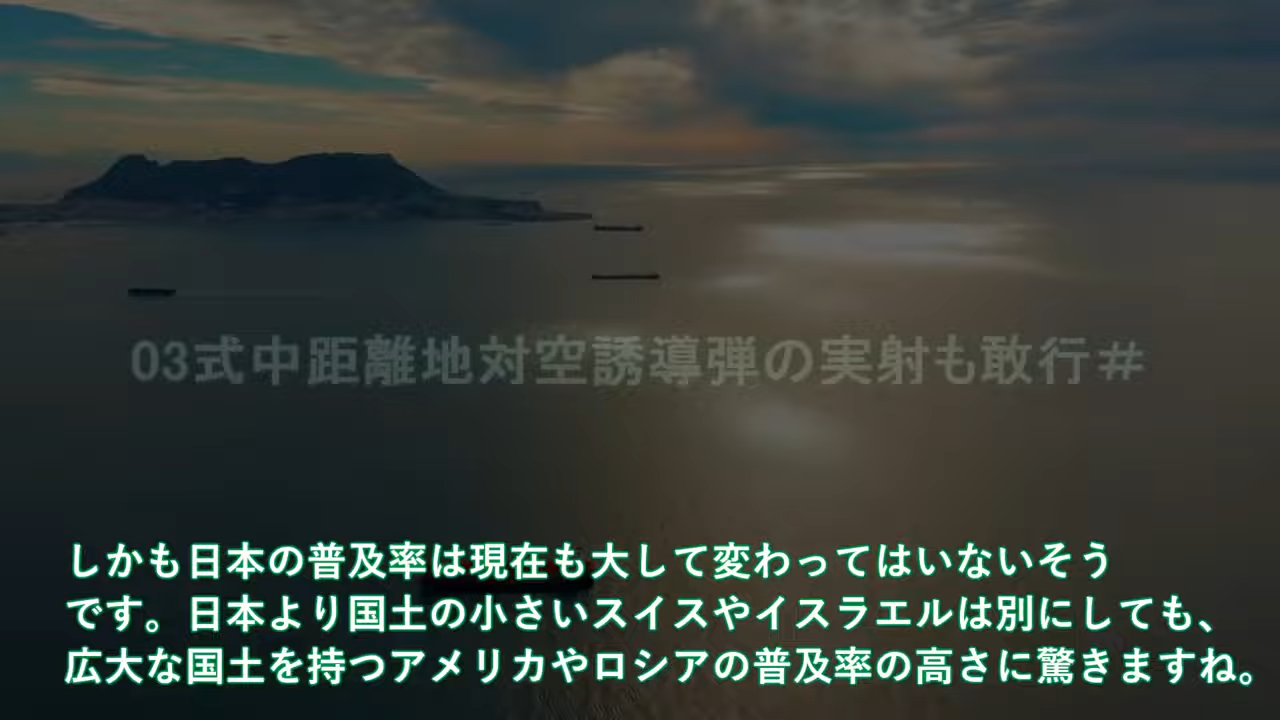 03式中距離地対空誘導弾の実射も敢行＃
しかも日本の普及率は現在も大して変わってはいないそう
です。日本より国土の小さいスイスやイスラエルは別にしても、
広大な国土を持つアメリカやロシアの普及率の高さに驚きますね。